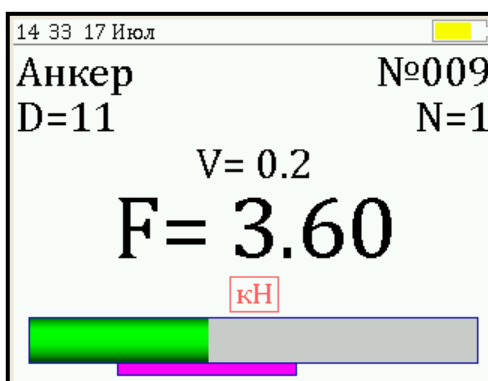 14 33 17 Июл
Анкер №009
D=11 N=1
V= 0.2
F= 3.60
кН